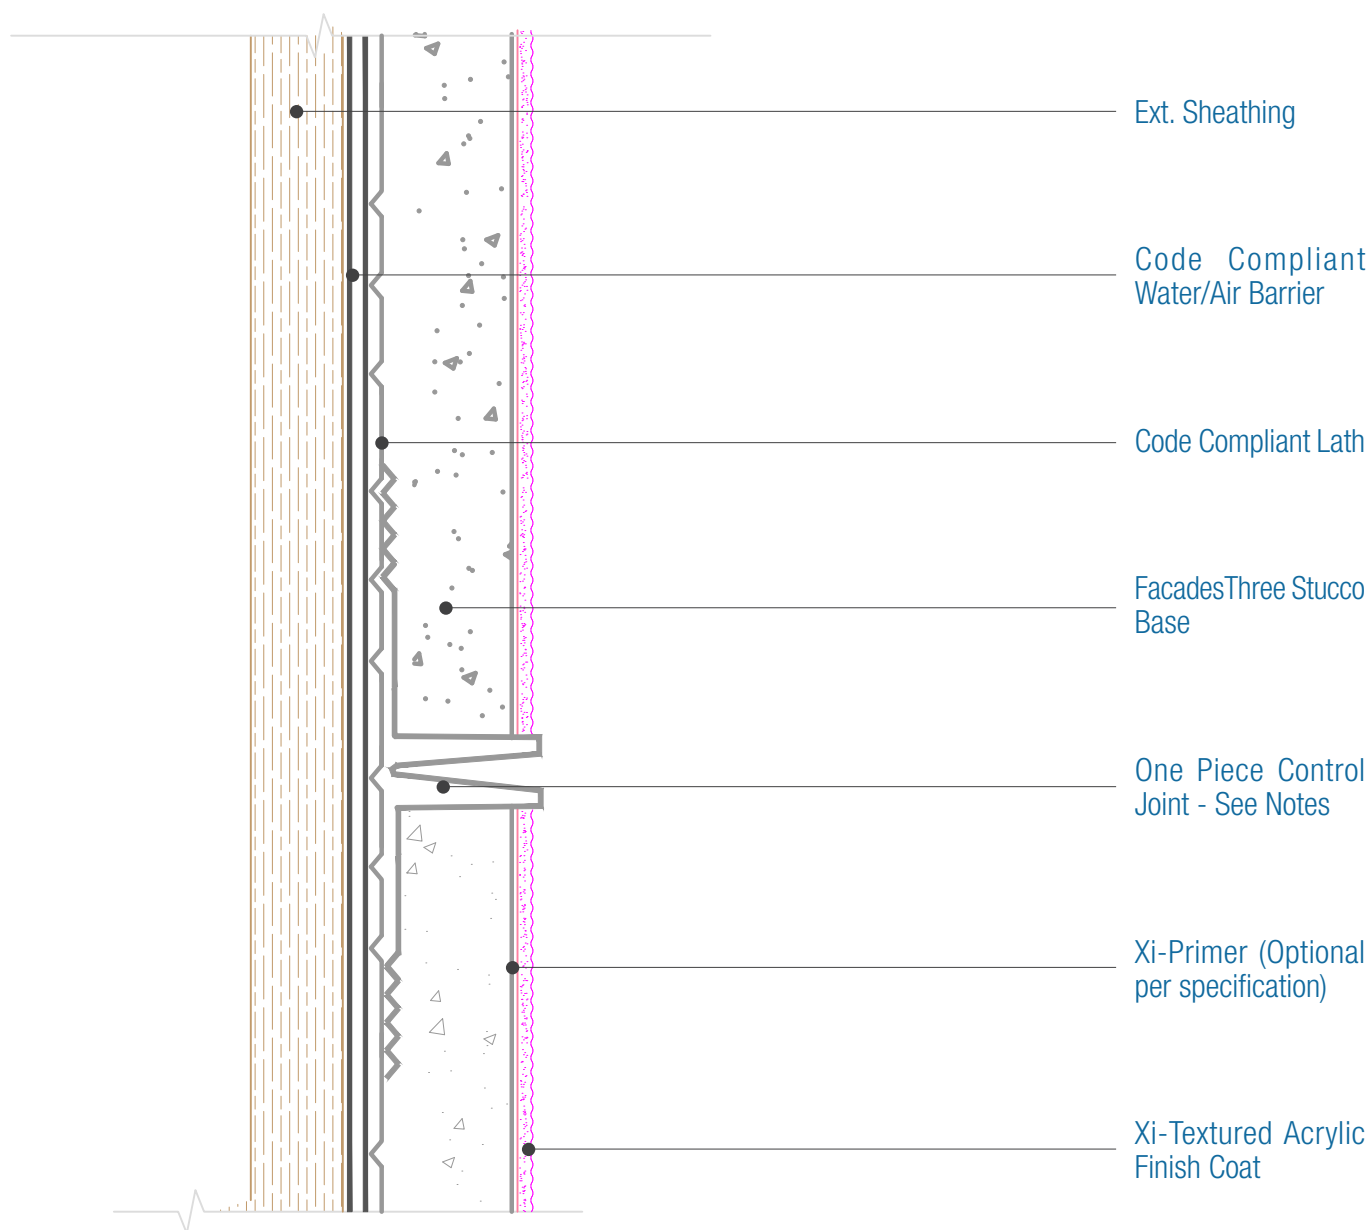 Ext. Sheathing
Code Compliant
Water/Air Barrier
Code Compliant Lath
FacadesThree Stucco
Base
One Piece Control
Joint - See Notes
Xi-Primer (Optional
per specification)
Xi-Textured Acrylic
Finish Coat